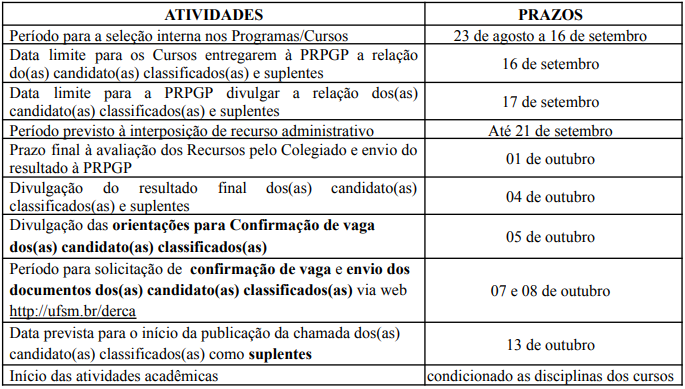 ATIVIDADES PRAZOS
Período para a seleção interna nos Programas/Cursos 23 de agosto a 16 de setembro
Data limite para os Cursos entregarem à PRPGP a relação
do(as) candidato(as) classificados(as) e suplentes
16 de setembro
Data limite para a PRPGP divulgar a relação dos(as)
candidato(as) classificados(as) e suplentes
17 de setembro
Período previsto à interposição de recurso administrativo Até 21 de setembro
Prazo final à avaliação dos Recursos pelo Colegiado e envio do
resultado à PRPGP
01 de outubro
Divulgação do resultado final dos(as) candidato(as)
classificados(as) e suplentes
04 de outubro
Divulgação das orientações para Confirmação de vaga
dos(as) candidato(as) classificados(as)
05 de outubro
Período para solicitação de confirmação de vaga e envio dos
documentos dos(as) candidato(as) classificados(as) via web
http://ufsm.br/derca
07 e 08 de outubro
Data prevista para o início da publicação da chamada dos(as)
candidato(as) classificados(as) como suplentes
13 de outubro
Início das atividades acadêmicas condicionado as disciplinas dos cursos